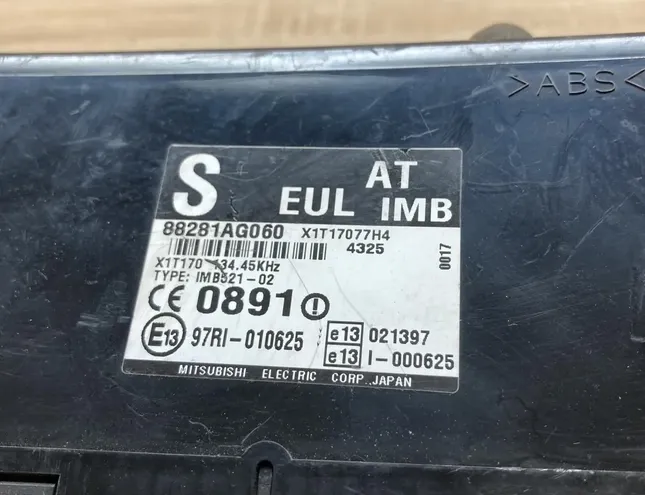 >ABS<
S EUL AT
IMB
88281AG060 X1T17077H4
4325
0017
X1T170 134.45KHz
TYPE: IMB521-02
CE 0891
E13 97RI-010625 e13 021397
e13 I-000625
MITSUBISHI ELECTRIC CORP. JAPAN